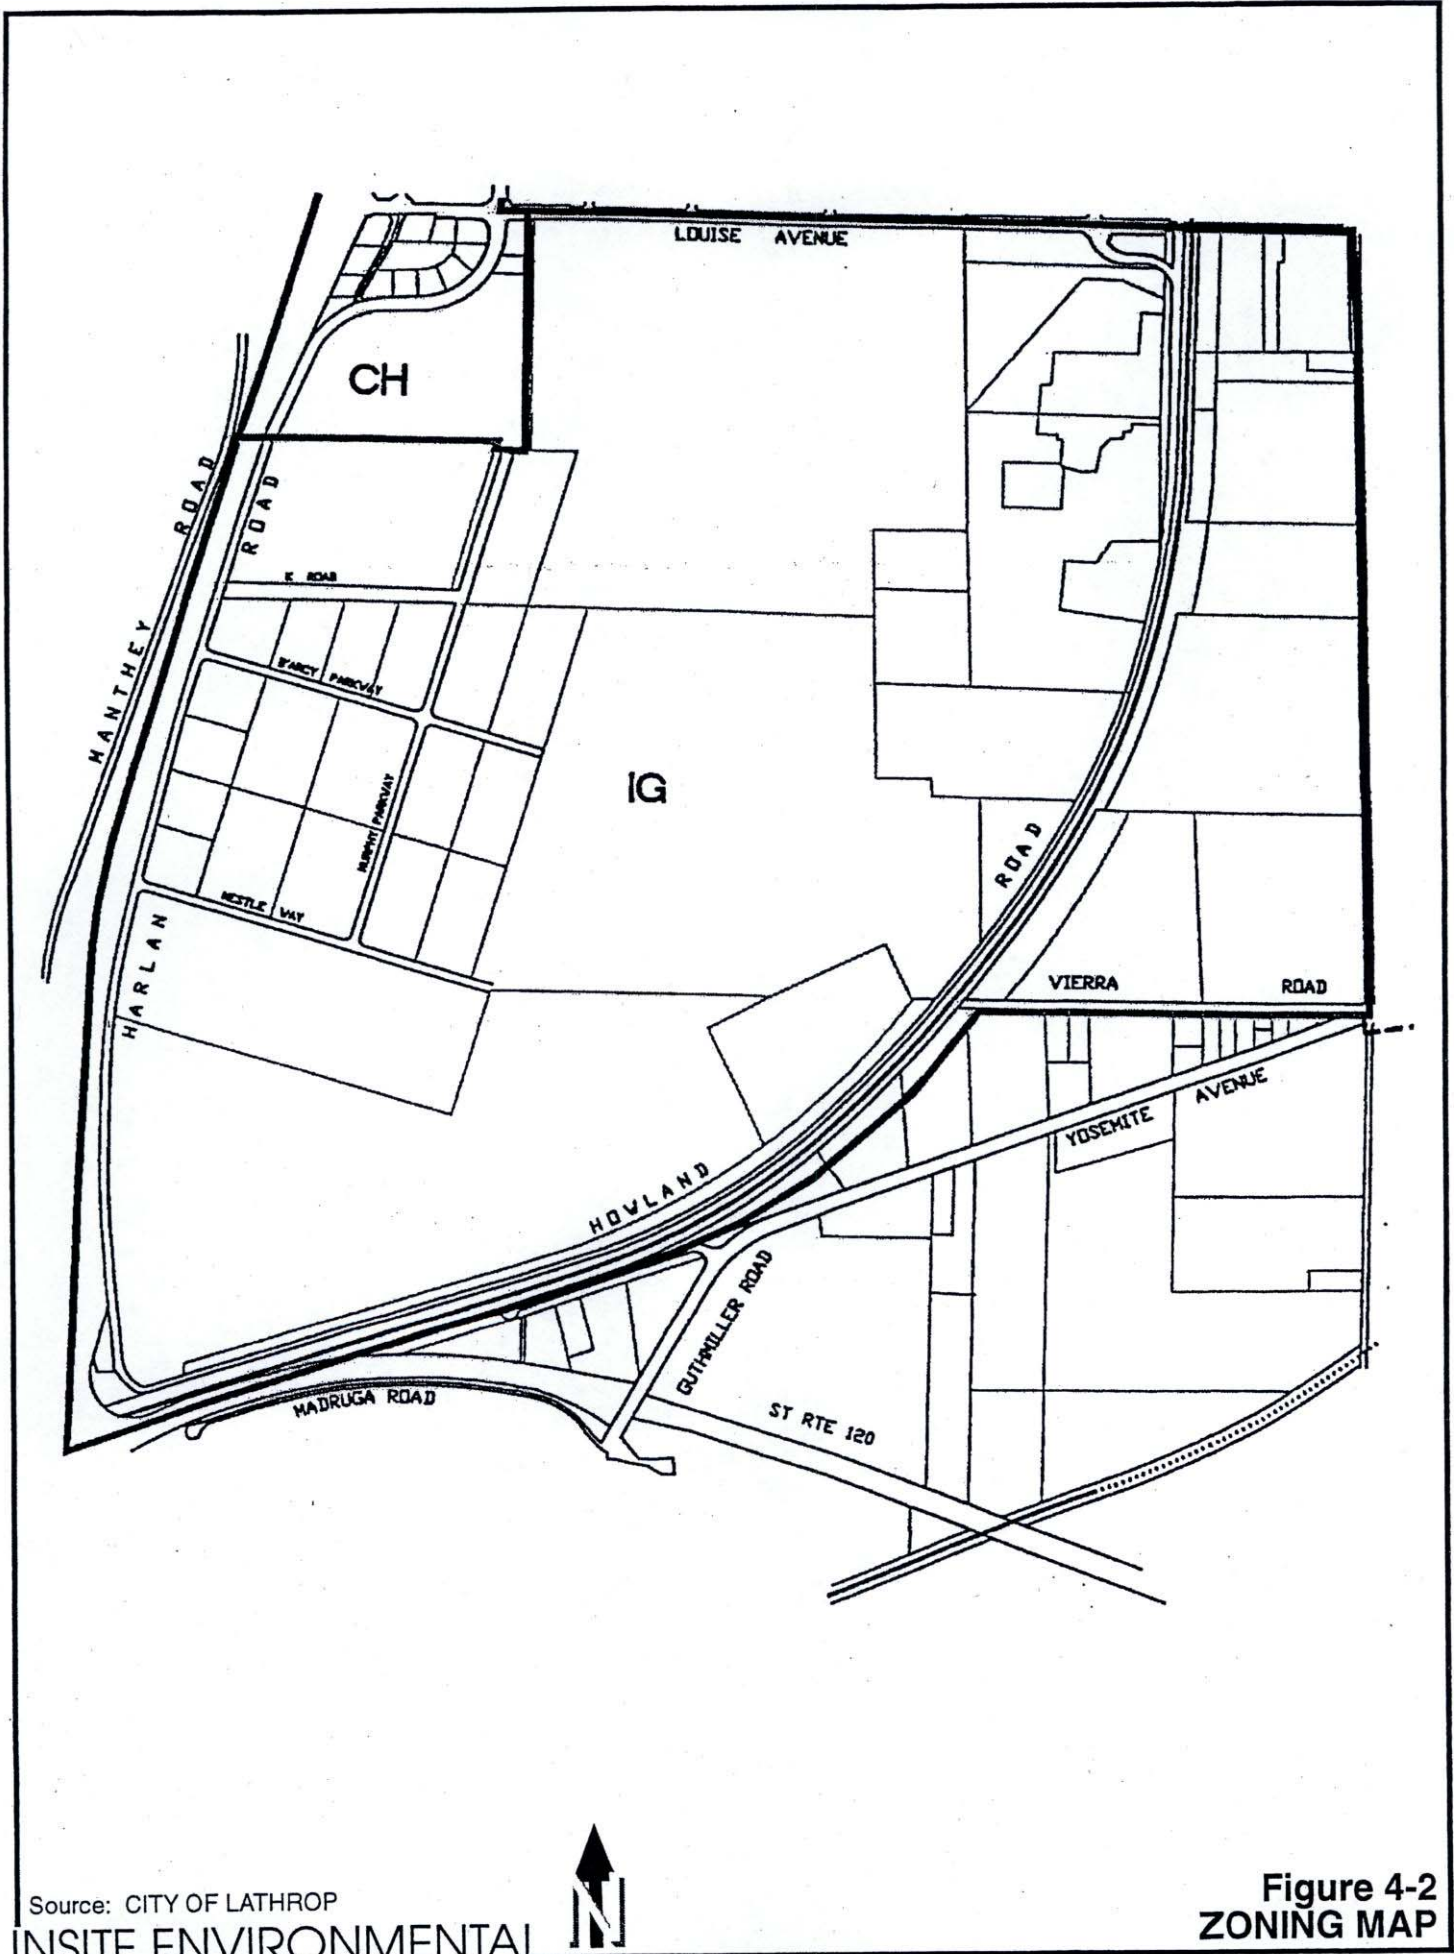 LOUISE AVENUE
CH
ROAD
ROAD
K ROAD
MANTHEY
D'ARCY PARKWAY
IG
MURPHY PARKWAY
ROAD
NESTLE WAY
HARLAN
VIERRA ROAD
YOSEMITE AVENUE
HOWLAND
GUTHMILLER ROAD
MADRUGA ROAD
ST RTE 120
N
Source: CITY OF LATHROP
INSITE ENVIRONMENTAL
Figure 4-2
ZONING MAP